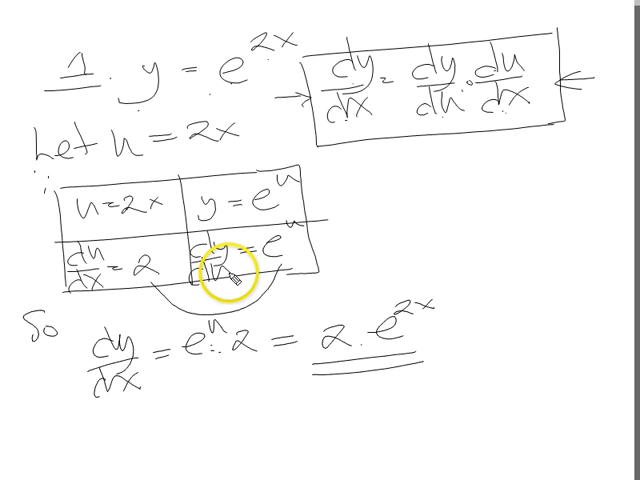 1. y = e^{2x}
dy/dx = dy/du · du/dx
Let u = 2x
∴
u = 2x	y = e^u
du/dx = 2	dy/du = e^u
So dy/dx = e^u · 2 = 2 · e^{2x}